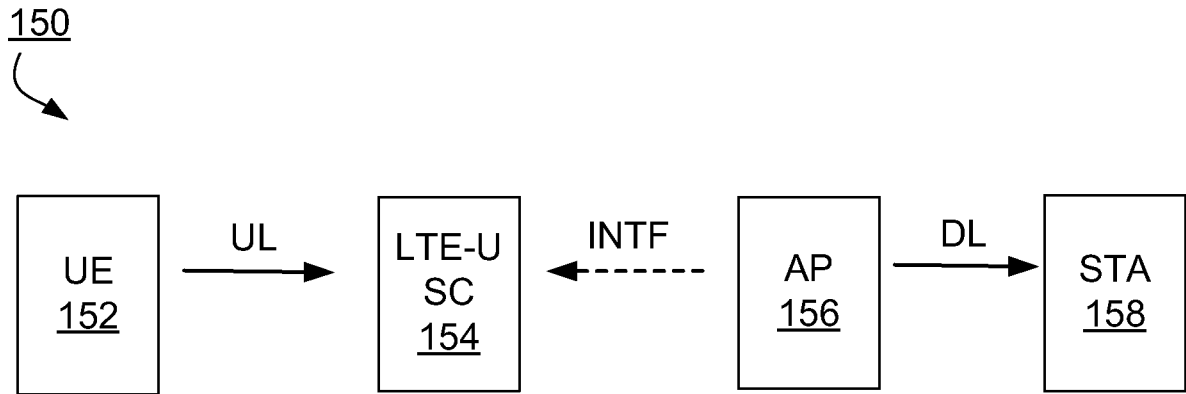 150
UE
152
UL
LTE-U
SC
154
INTF
AP
156
DL
STA
158